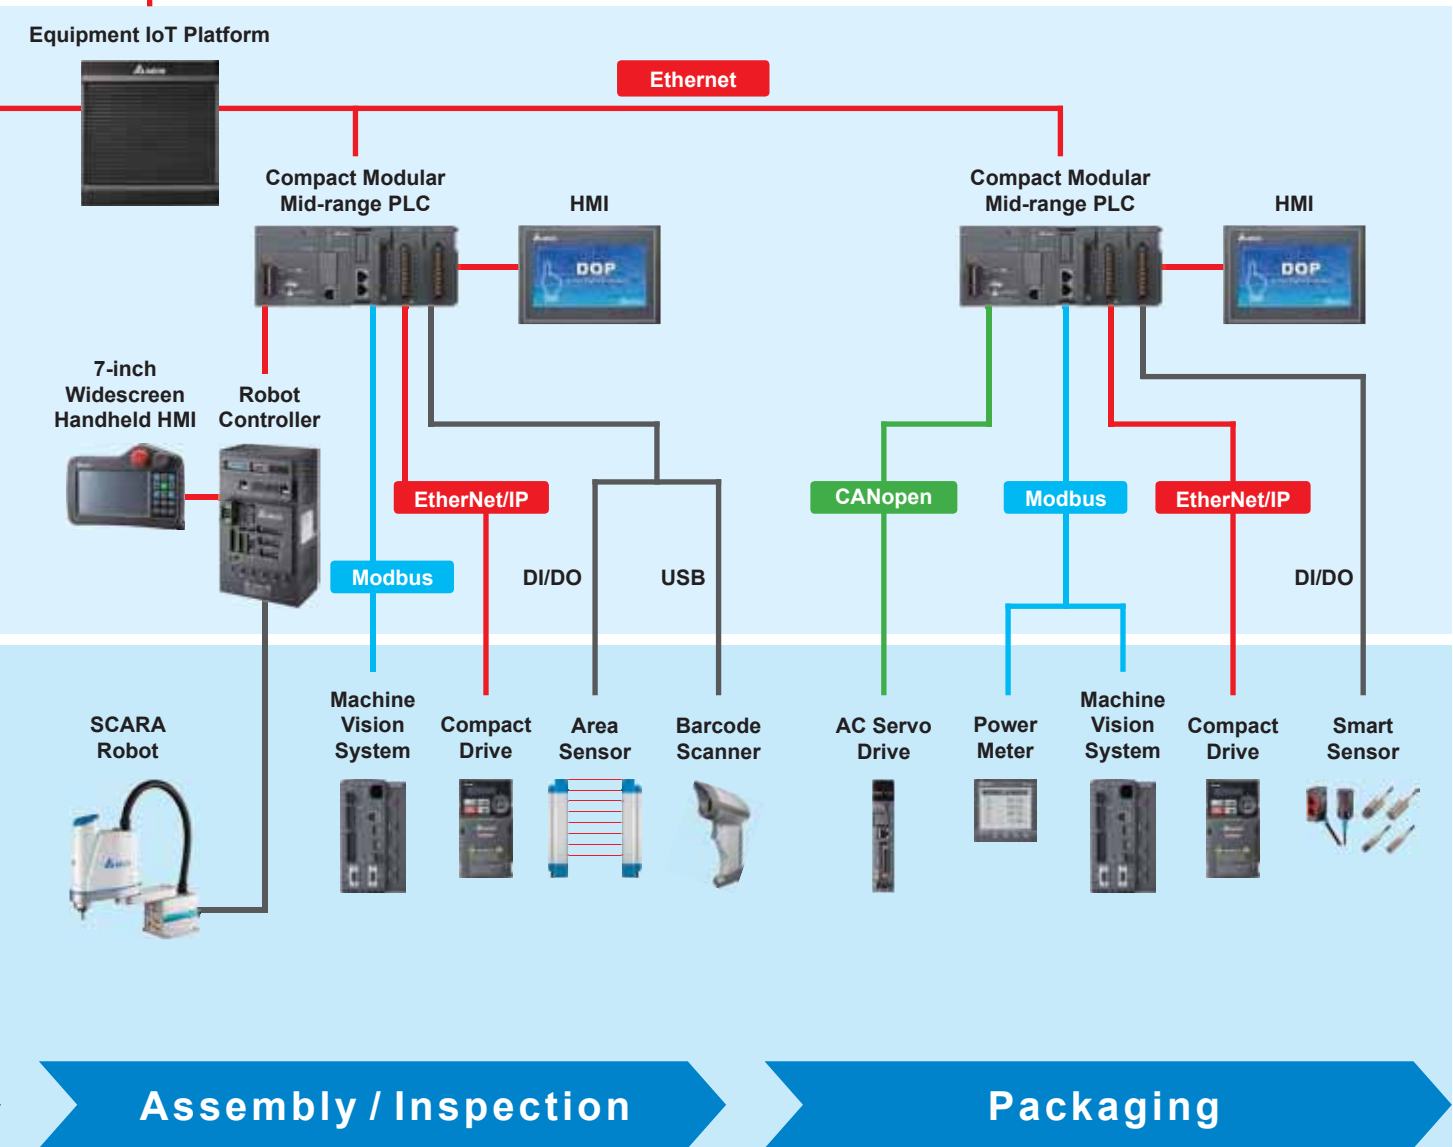 Equipment IoT Platform
Ethernet
Compact Modular
Mid-range PLC
HMI
Compact Modular
Mid-range PLC
HMI
DOP
DOP
7-inch
Widescreen
Handheld HMI
Robot
Controller
EtherNet/IP
CANopen
Modbus
EtherNet/IP
Modbus
DI/DO
USB
DI/DO
SCARA
Robot
Machine
Vision
System
Compact
Drive
Area
Sensor
Barcode
Scanner
AC Servo
Drive
Power
Meter
Machine
Vision
System
Compact
Drive
Smart
Sensor
Assembly / Inspection
Packaging